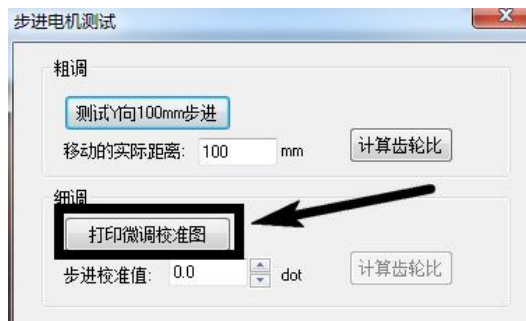 步进电机测试
粗调
测试Y向100mm步进
移动的实际距离: 100 mm 计算齿轮比
细调
打印微调校准图
步进校准值: 0.0 dot 计算齿轮比